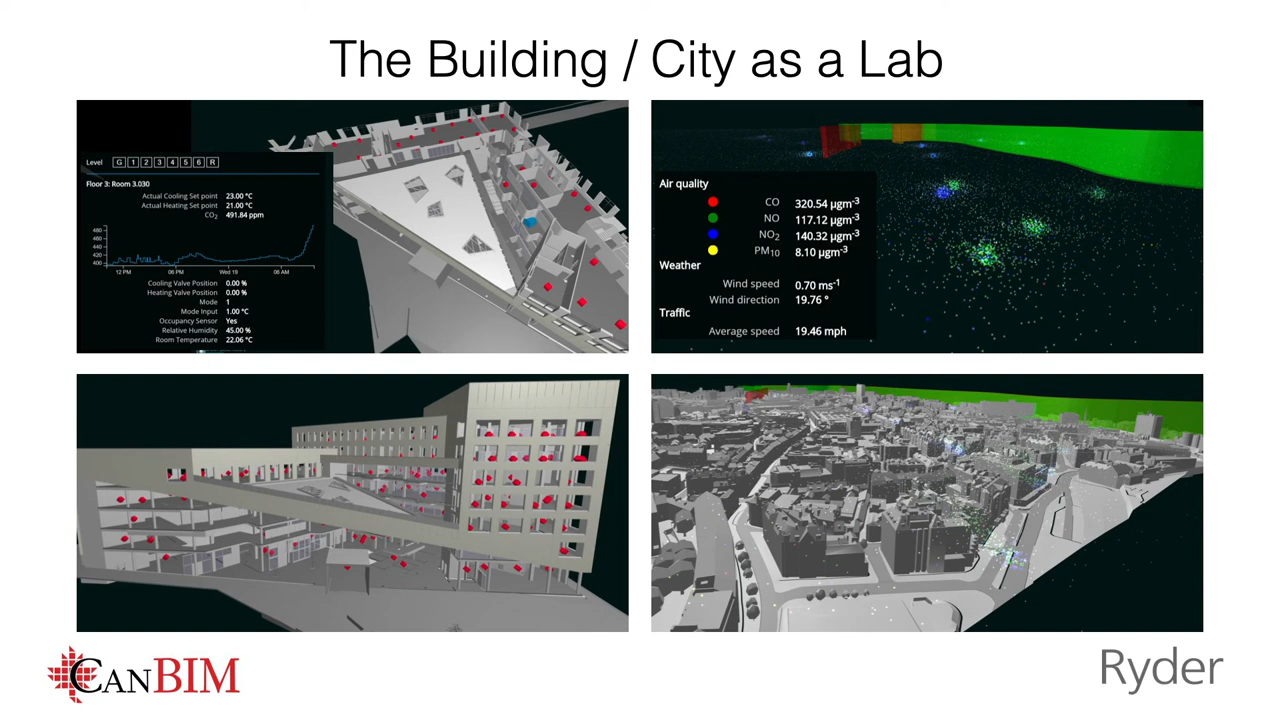 The Building / City as a Lab
Level G 1 2 3 4 5 6 R
Floor 3: Room 3.030
Actual Cooling Set point 23.00 °C
Actual Heating Set point 21.00 °C
CO2 491.84 ppm
480
460
440
420
400
12 PM 06 PM Wed 19 06 AM
Cooling Valve Position 0.00 %
Heating Valve Position 0.00 %
Mode 1
Mode Input 1.00 °C
Occupancy Sensor Yes
Relative Humidity 45.00 %
Room Temperature 22.06 °C
Air quality
CO 320.54 µgm-3
NO 117.12 µgm-3
NO2 140.32 µgm-3
PM10 8.10 µgm-3
Weather
Wind speed 0.70 ms-1
Wind direction 19.76 °
Traffic
Average speed 19.46 mph
CANBIM
Ryder